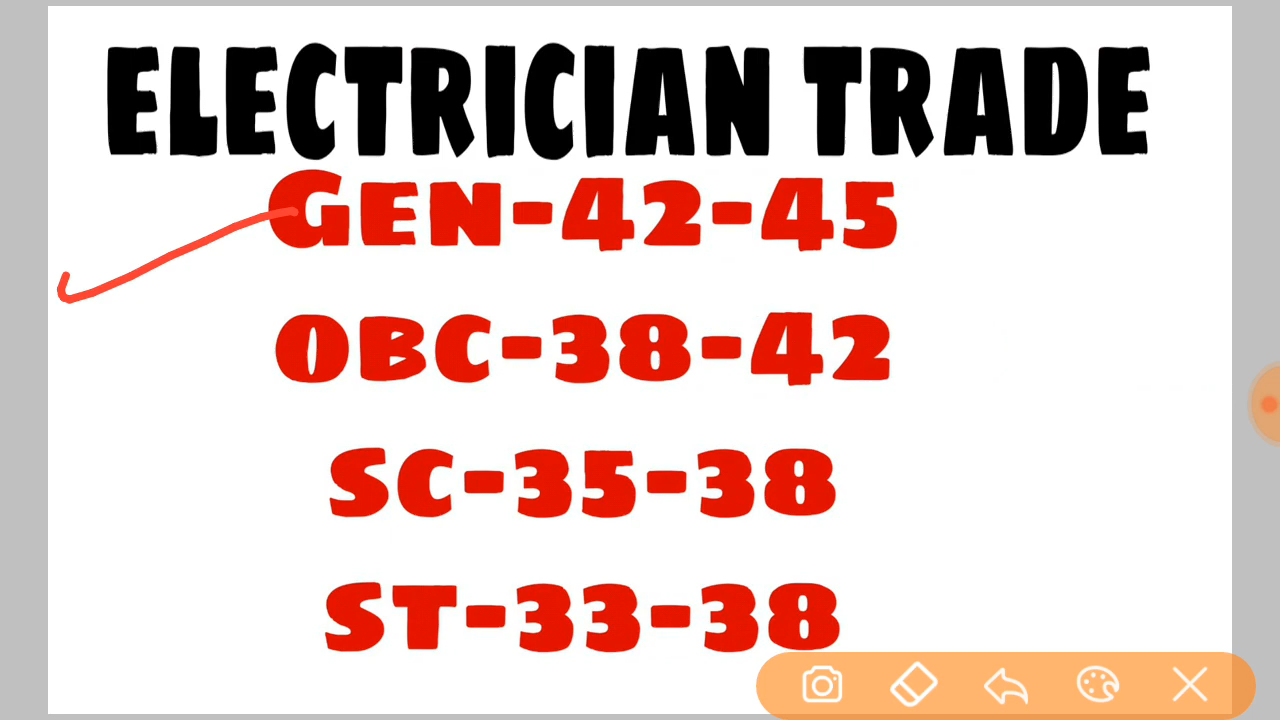 ELECTRICIAN TRADE
GEN-42-45
OBC-38-42
SC-35-38
ST-33-38